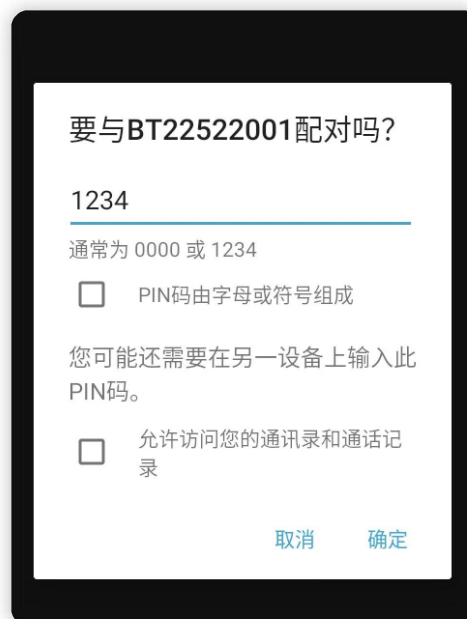 要与BT22522001配对吗？
1234
通常为 0000 或 1234
PIN码由字母或符号组成
您可能还需要在另一设备上输入此
PIN码。
允许访问您的通讯录和通话记
录
取消
确定